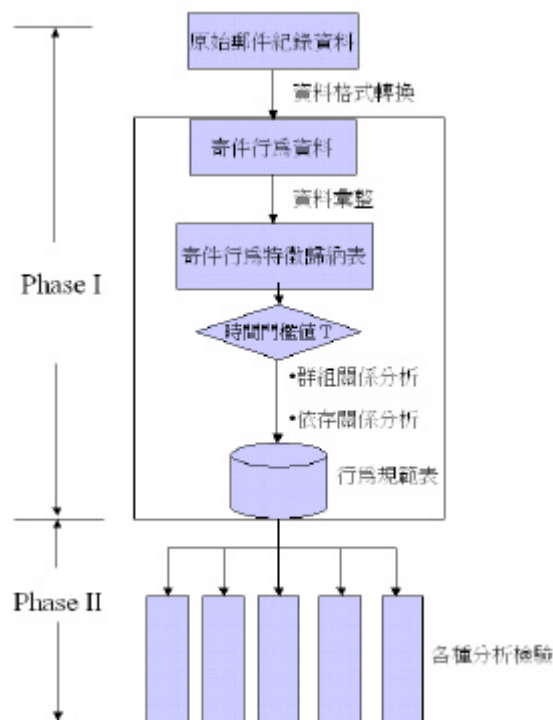 原始郵件紀錄資料
資料格式轉換
寄件行為資料
資料彙整
寄件行為特徵歸納表
Phase I
時間門檻值 T
•群組關係分析
•依存關係分析
行為規範表
Phase II
各種分析檢驗